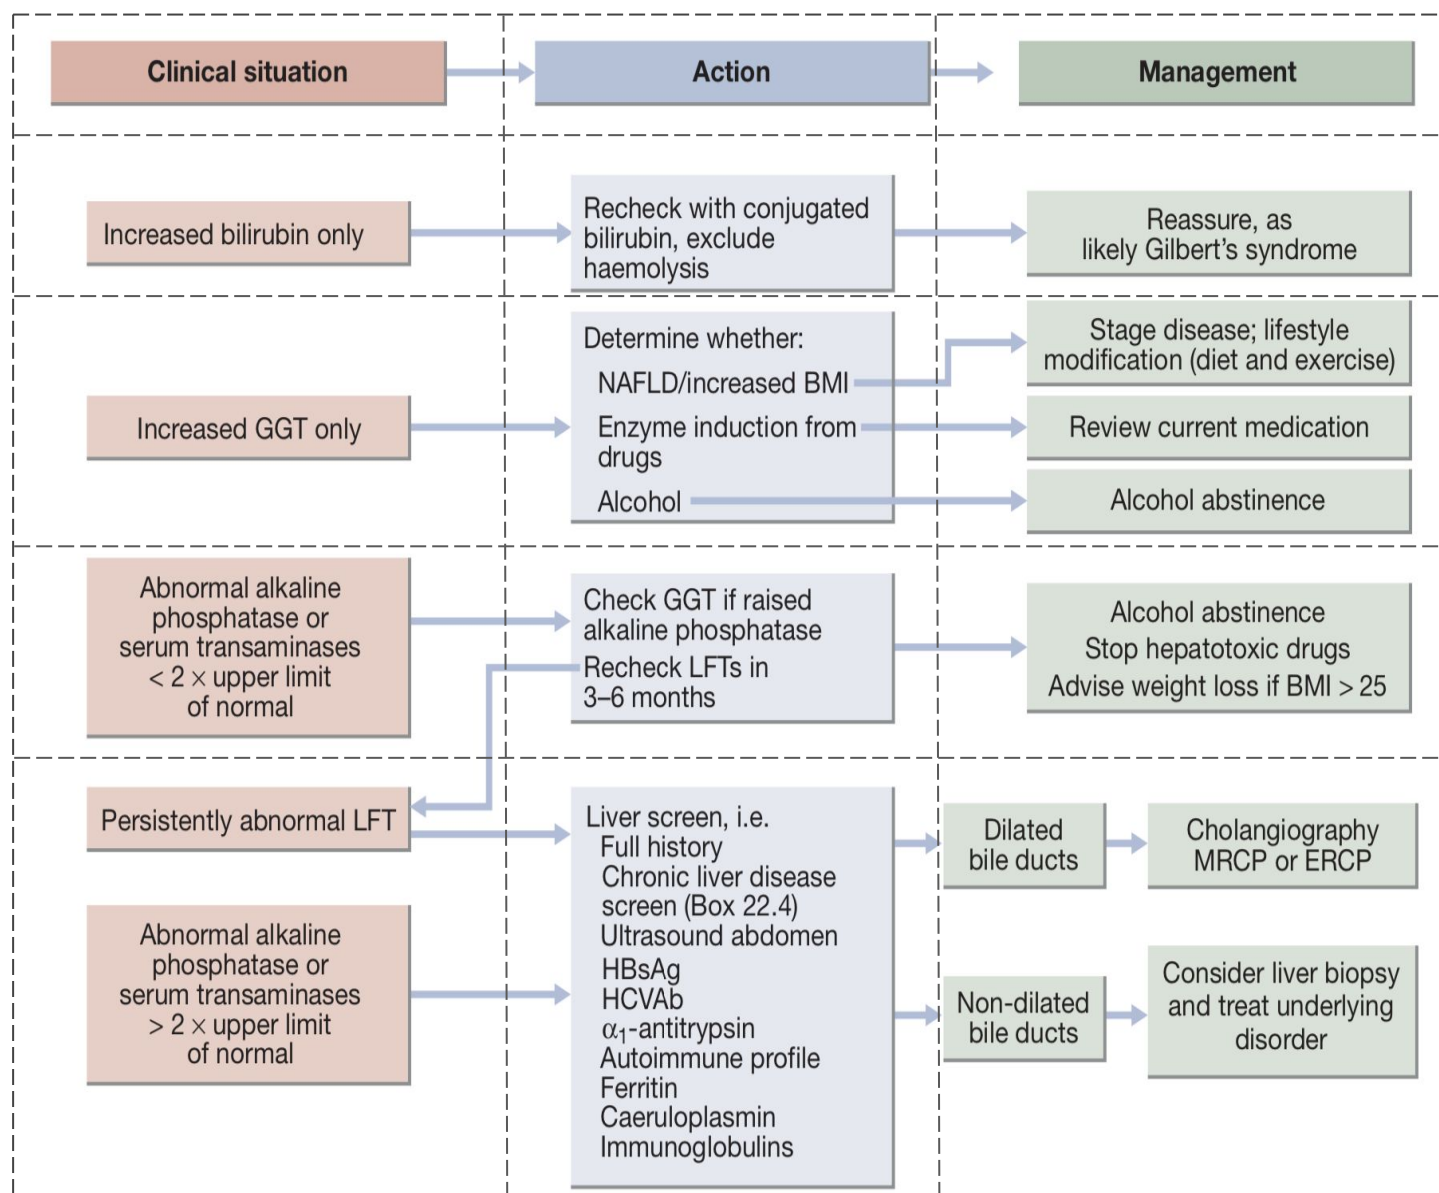 Clinical situation
Action
Management
Increased bilirubin only
Recheck with conjugated
bilirubin, exclude
haemolysis
Reassure, as
likely Gilbert’s syndrome
Increased GGT only
Determine whether:
NAFLD/increased BMI
Enzyme induction from
drugs
Alcohol
Stage disease; lifestyle
modification (diet and exercise)
Review current medication
Alcohol abstinence
Abnormal alkaline
phosphatase or
serum transaminases
< 2 × upper limit
of normal
Check GGT if raised
alkaline phosphatase
Recheck LFTs in
3–6 months
Alcohol abstinence
Stop hepatotoxic drugs
Advise weight loss if BMI > 25
Persistently abnormal LFT
Abnormal alkaline
phosphatase or
serum transaminases
> 2 × upper limit
of normal
Liver screen, i.e.
Full history
Chronic liver disease
screen (Box 22.4)
Ultrasound abdomen
HBsAg
HCVAb
α₁-antitrypsin
Autoimmune profile
Ferritin
Caeruloplasmin
Immunoglobulins
Dilated
bile ducts
Cholangiography
MRCP or ERCP
Non-dilated
bile ducts
Consider liver biopsy
and treat underlying
disorder